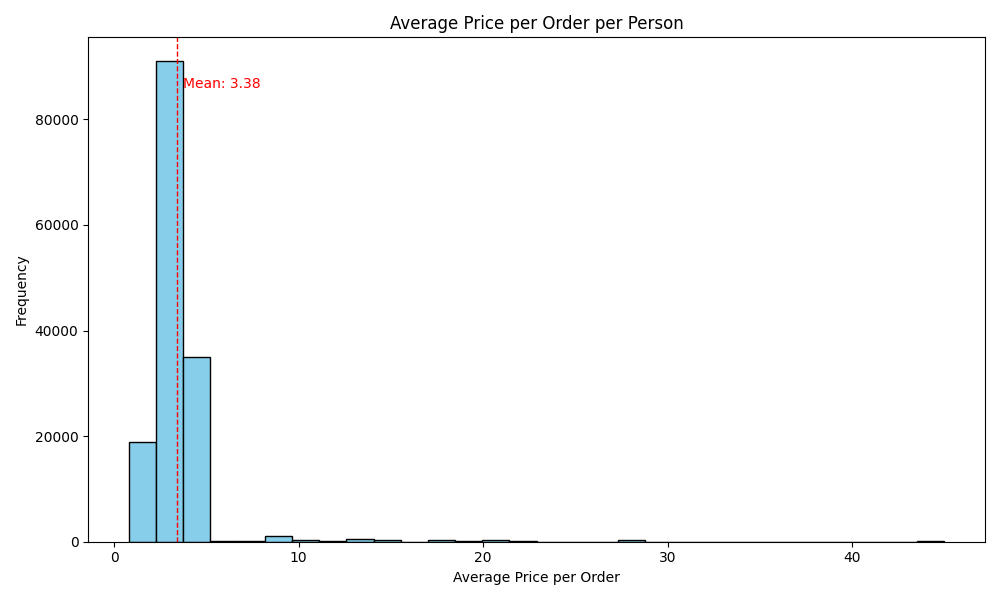 Average Price per Order per Person
Mean: 3.38
80000
60000
40000
20000
0
Frequency
0 10 20 30 40
Average Price per Order